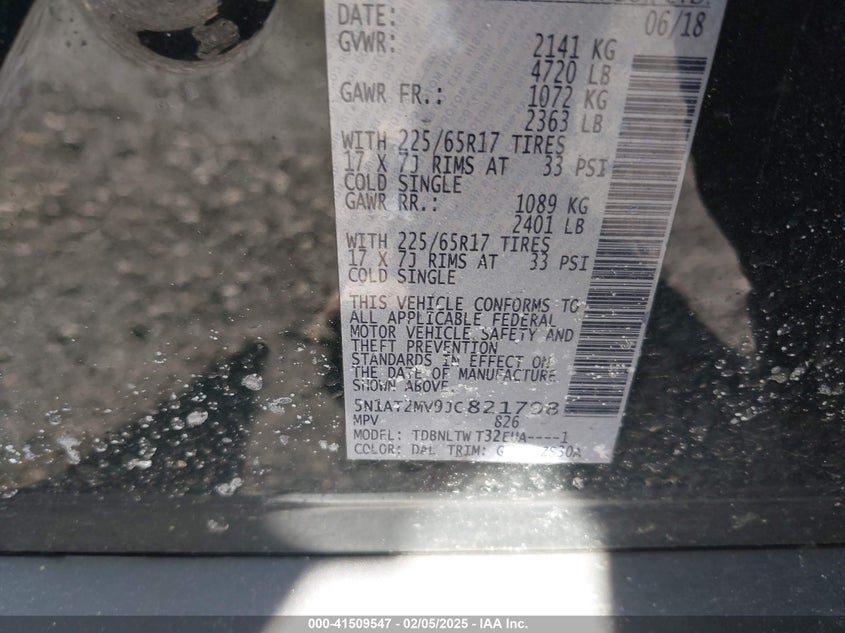 DATE: 06/18
GVWR: 2141 KG
4720 LB
GAWR FR.: 1072 KG
2363 LB
WITH 225/65R17 TIRES
17 X 7J RIMS AT 33 PSI
COLD SINGLE
GAWR RR.: 1089 KG
2401 LB
WITH 225/65R17 TIRES
17 X 7J RIMS AT 33 PSI
COLD SINGLE
THIS VEHICLE CONFORMS TO
ALL APPLICABLE FEDERAL
MOTOR VEHICLE SAFETY AND
THEFT PREVENTION
STANDARDS IN EFFECT ON
THE DATE OF MANUFACTURE
SHOWN ABOVE
5N1AT2MV9JC821798
MPV 826
MODEL: TDBNLTW
COLOR: DAL TRIM: G
000-41509547 - 02/05/2025 - IAA Inc.